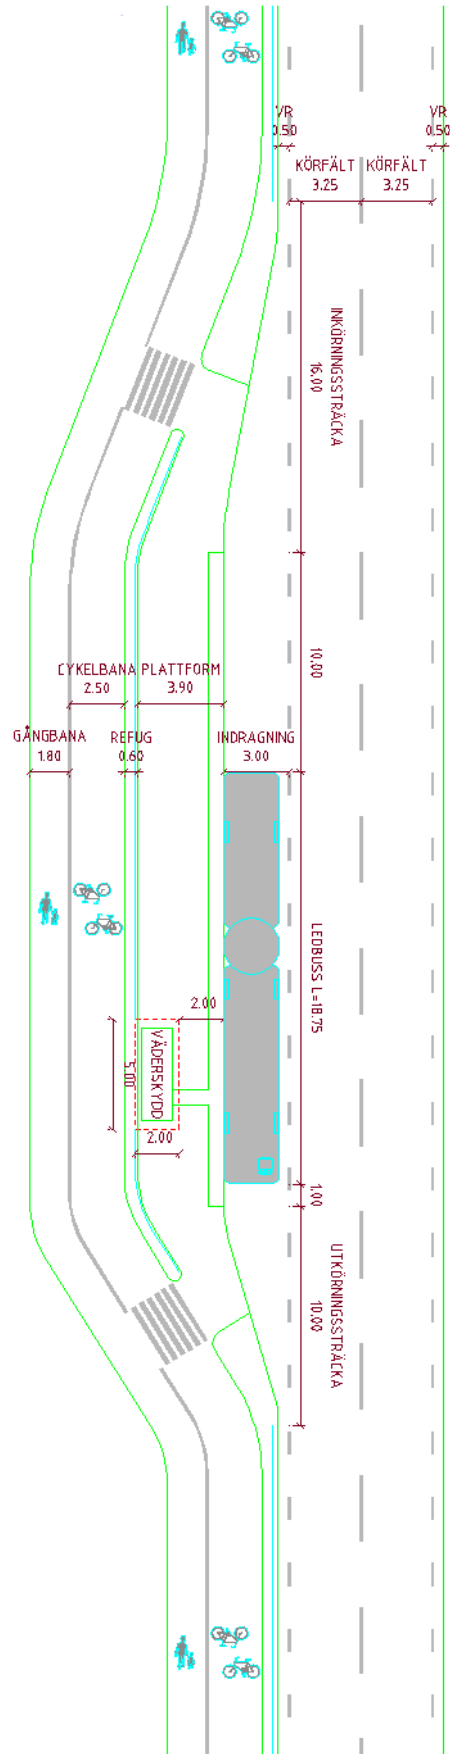 VR VR
0.50 0.50
KÖRFÄLT KÖRFÄLT
3.25 3.25
INKÖRNINGSSTRÄCKA
16.00
10.00
CYKELBANA PLATTFORM
2.50 3.90
GÅNGBANA REFUG INDRAGNING
1.80 0.60 3.00
LEDBUSS L=18.75
2.00
VÄDERSKYDD
5.00
2.00
1.00
UTKÖRNINGSSTRÄCKA
10.00